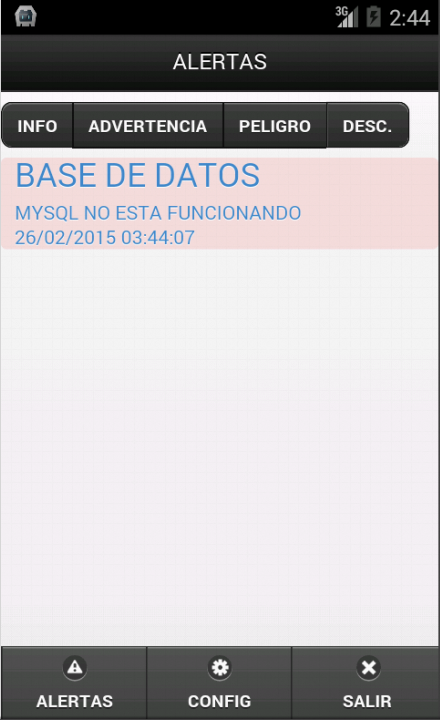 3G 2:44
ALERTAS
INFO ADVERTENCIA PELIGRO DESC.
BASE DE DATOS
MYSQL NO ESTA FUNCIONANDO
26/02/2015 03:44:07
ALERTAS CONFIG SALIR